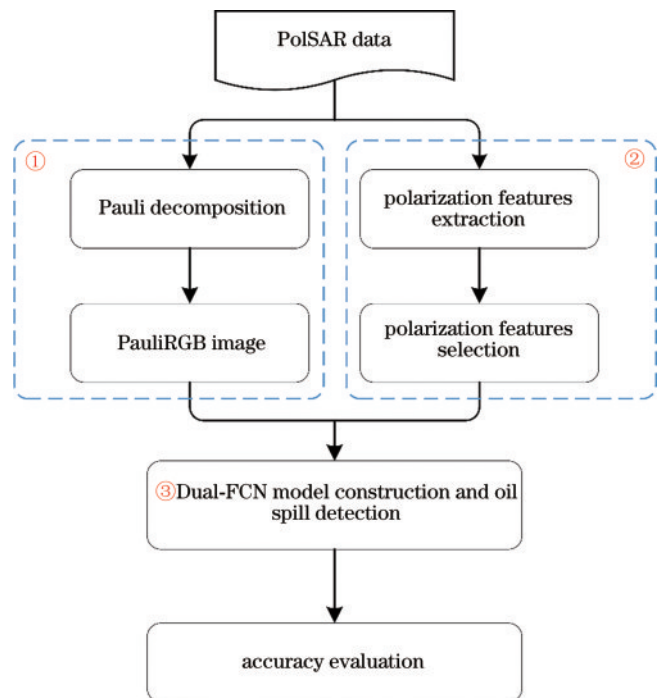 PolSAR data
①
Pauli decomposition
PauliRGB image
②
polarization features
extraction
polarization features
selection
③Dual-FCN model construction and oil
spill detection
accuracy evaluation